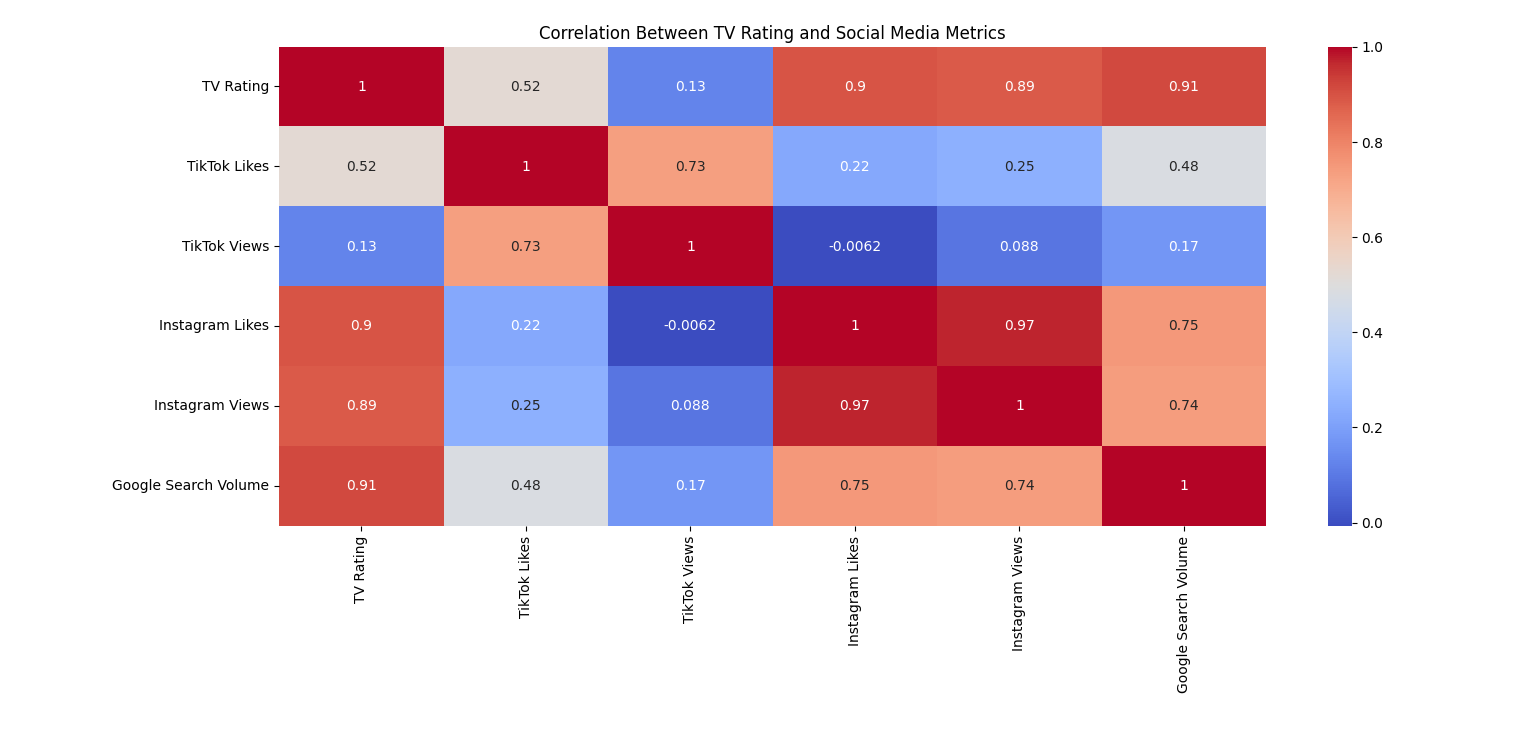 Correlation Between TV Rating and Social Media Metrics
TV Rating 1 0.52 0.13 0.9 0.89 0.91
TikTok Likes 0.52 1 0.73 0.22 0.25 0.48
TikTok Views 0.13 0.73 1 -0.0062 0.088 0.17
Instagram Likes 0.9 0.22 -0.0062 1 0.97 0.75
Instagram Views 0.89 0.25 0.088 0.97 1 0.74
Google Search Volume 0.91 0.48 0.17 0.75 0.74 1
TV Rating
TikTok Likes
TikTok Views
Instagram Likes
Instagram Views
Google Search Volume
1.0
0.8
0.6
0.4
0.2
0.0